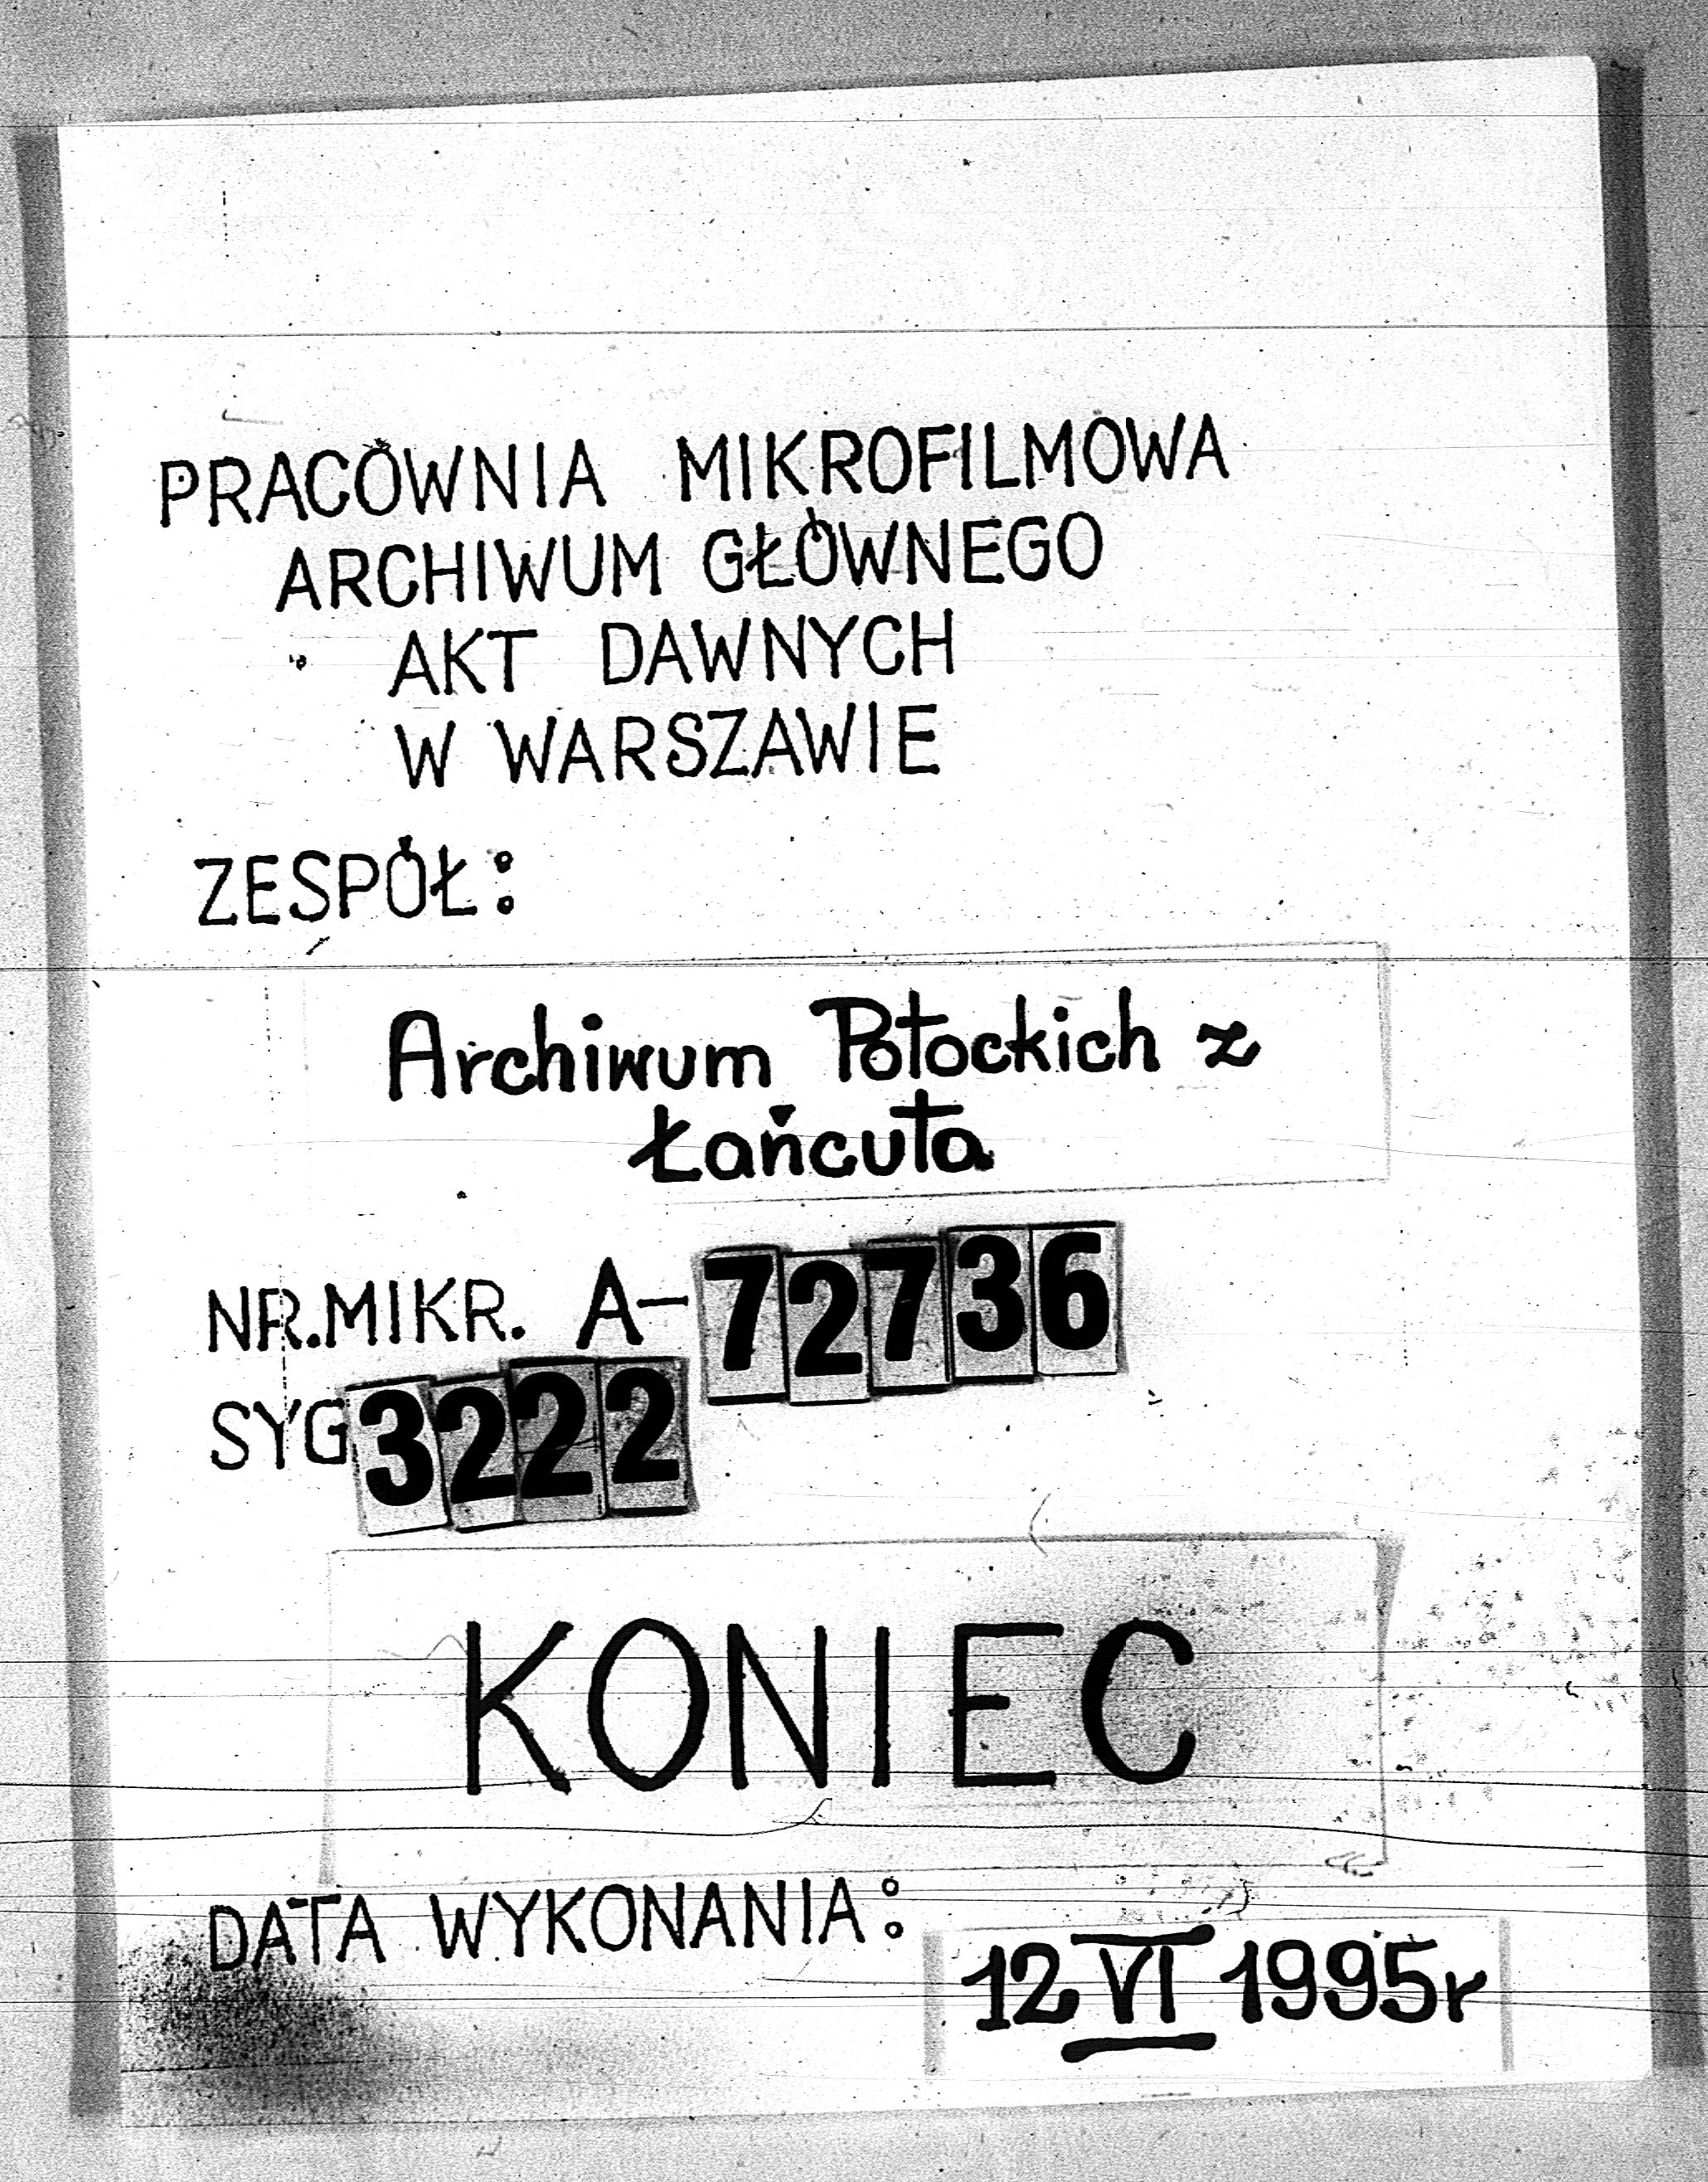 PRACOWNIA MIKROFILMOWA
ARCHIWUM GŁÓWNEGO
AKT DAWNYCH
W WARSZAWIE
ZESPÓŁ:
Archiwum Potockich z
Łańcuta
NR.MIKR. A-72736
SYG 3222
KONIEC
DATA WYKONANIA:
12 VI 1995r